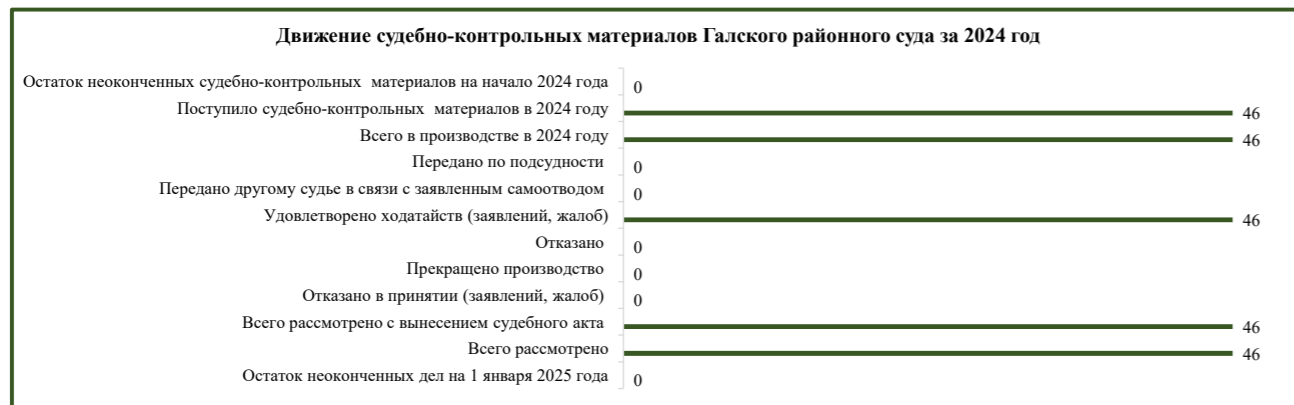 Движение судебно-контрольных материалов Галского районного суда за 2024 год
Остаток неоконченных судебно-контрольных материалов на начало 2024 года 0
Поступило судебно-контрольных материалов в 2024 году 46
Всего в производстве в 2024 году 46
Передано по подсудности 0
Передано другому судье в связи с заявленным самоотводом 0
Удовлетворено ходатайств (заявлений, жалоб) 46
Отказано 0
Прекращено производство 0
Отказано в принятии (заявлений, жалоб) 0
Всего рассмотрено с вынесением судебного акта 46
Всего рассмотрено 46
Остаток неоконченных дел на 1 января 2025 года 0